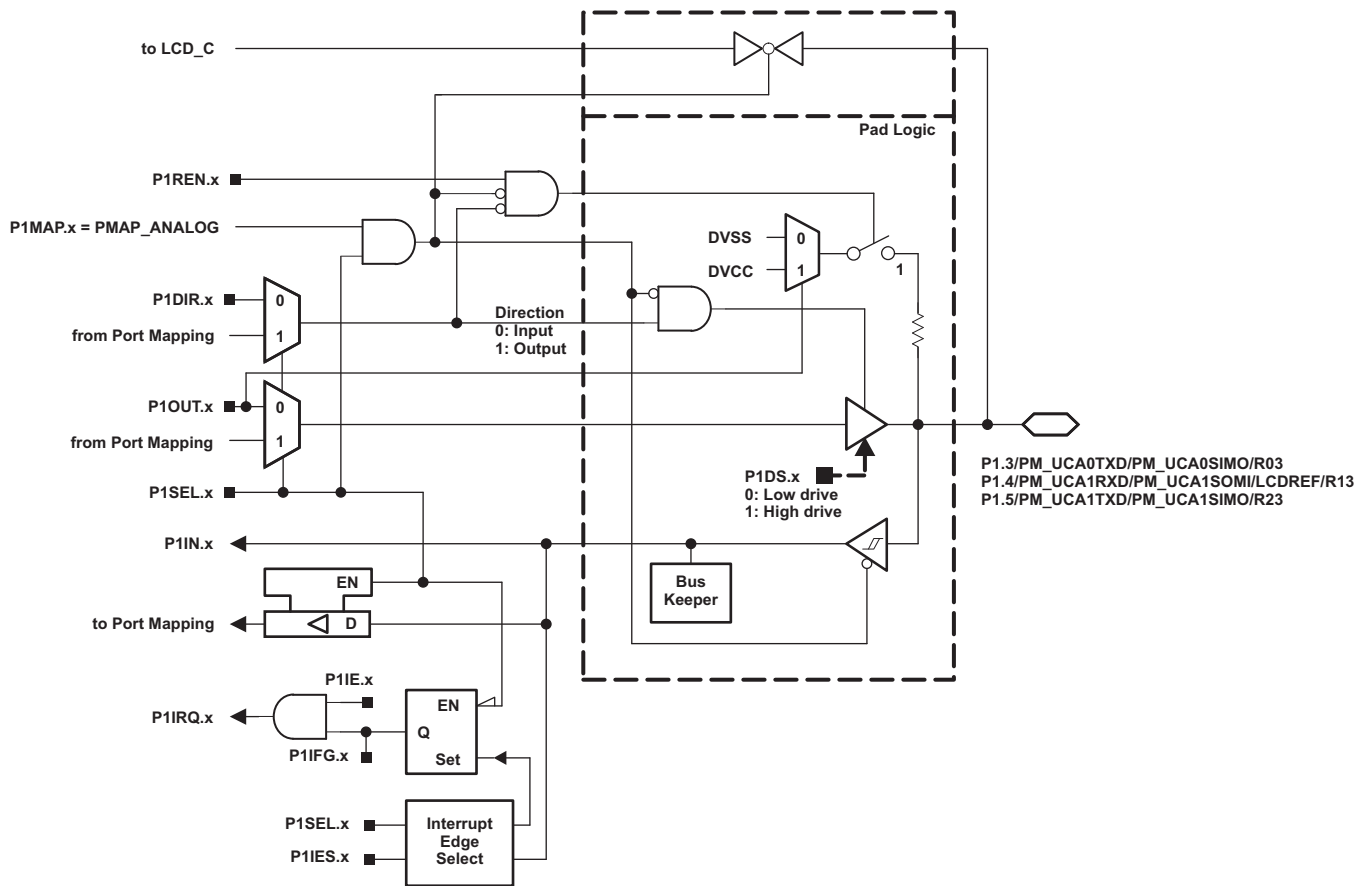 to LCD_C
Pad Logic
P1REN.x
P1MAP.x = PMAP_ANALOG
DVSS
0
DVCC
1
1
P1DIR.x
0
from Port Mapping
1
Direction
0: Input
1: Output
P1OUT.x
0
from Port Mapping
1
P1DS.x
0: Low drive
1: High drive
P1.3/PM_UCA0TXD/PM_UCA0SIMO/R03
P1.4/PM_UCA1RXD/PM_UCA1SOMI/LCDREF/R13
P1.5/PM_UCA1TXD/PM_UCA1SIMO/R23
P1SEL.x
P1IN.x
Bus
Keeper
EN
to Port Mapping
D
P1IE.x
P1IRQ.x
EN
Q
P1IFG.x
Set
P1SEL.x
P1IES.x
Interrupt
Edge
Select